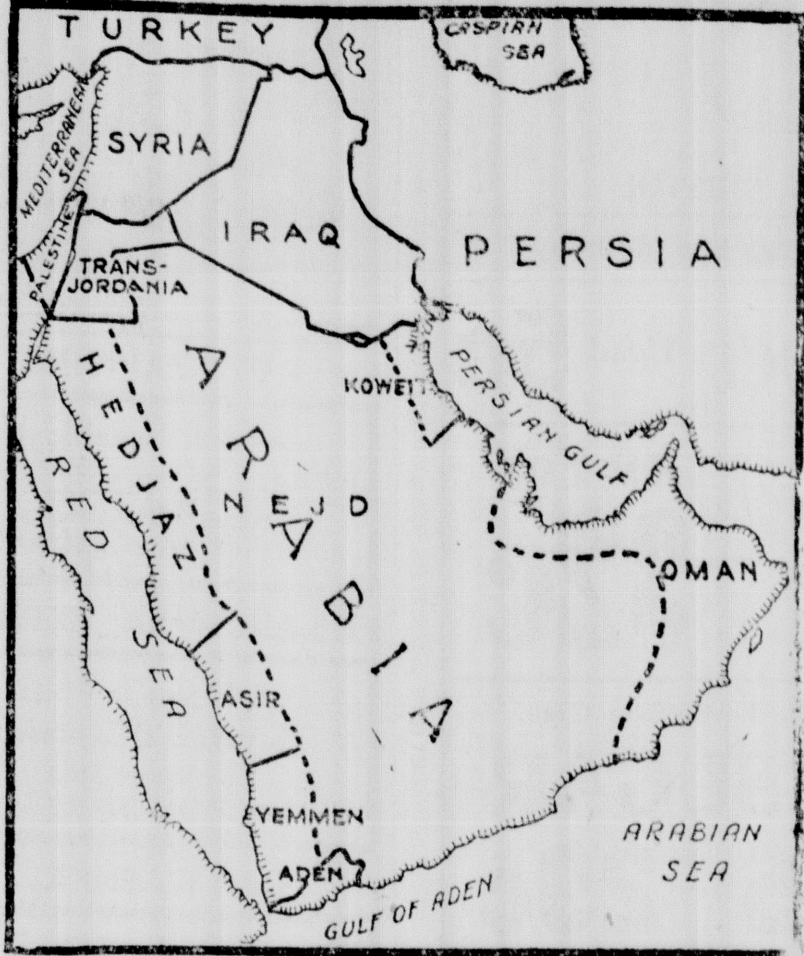 TURKEY
CASPIAN
SEA
MEDITERRANEAN
SEA
SYRIA
IRAQ
PERSIA
PALESTINE
TRANS-
JORDANIA
HEDJAZ
ARABIA
KOWEIT
PERSIAN GULF
NEJD
RED SEA
OMAN
ASIR
YEMMEN
ADEN
GULF OF ADEN
ARABIAN
SEA